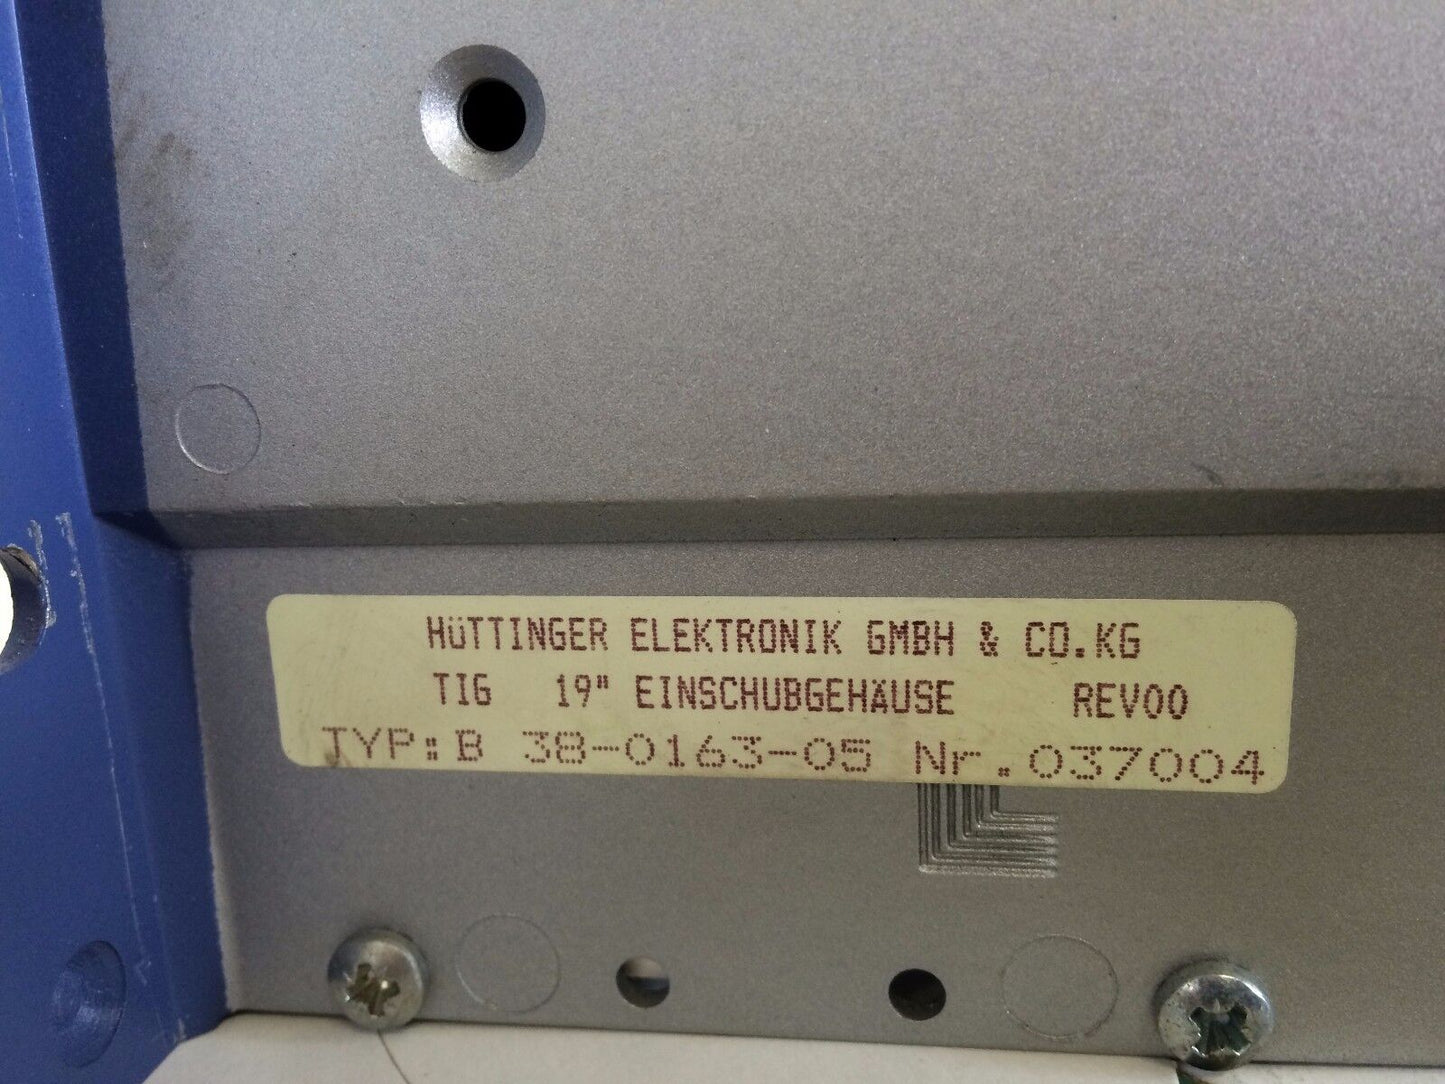 HüTTINGER ELEKTRONIK GMBH & CO.KG
TIG 19" EINSCHUBGEHÄUSE REV00
TYP:B 38-0163-05 Nr.037004